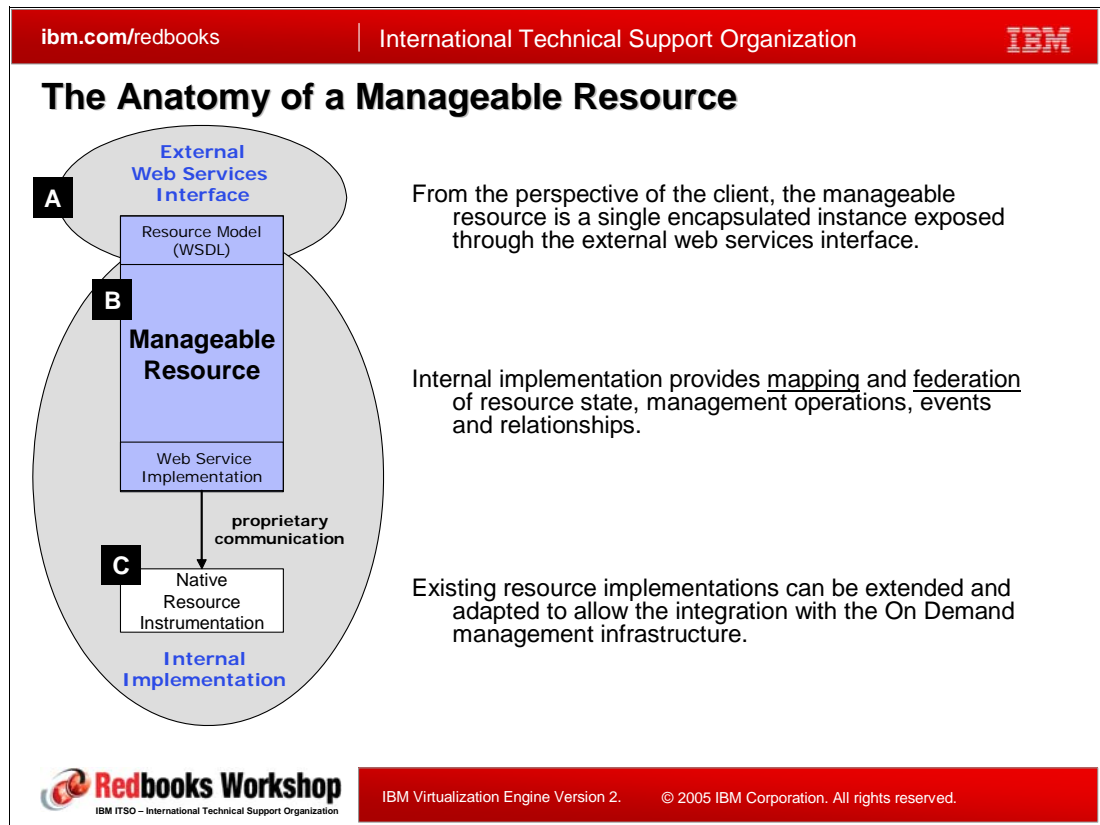 ibm.com/redbooks
International Technical Support Organization
IBM
The Anatomy of a Manageable Resource
External
Web Services
Interface
A
Resource Model
(WSDL)
B
Manageable
Resource
Web Service
Implementation
proprietary
communication
C
Native
Resource
Instrumentation
Internal
Implementation
From the perspective of the client, the manageable
resource is a single encapsulated instance exposed
through the external web services interface.
Internal implementation provides mapping and federation
of resource state, management operations, events
and relationships.
Existing resource implementations can be extended and
adapted to allow the integration with the On Demand
management infrastructure.
Redbooks Workshop
IBM ITSO – International Technical Support Organization
IBM Virtualization Engine Version 2.
© 2005 IBM Corporation. All rights reserved.